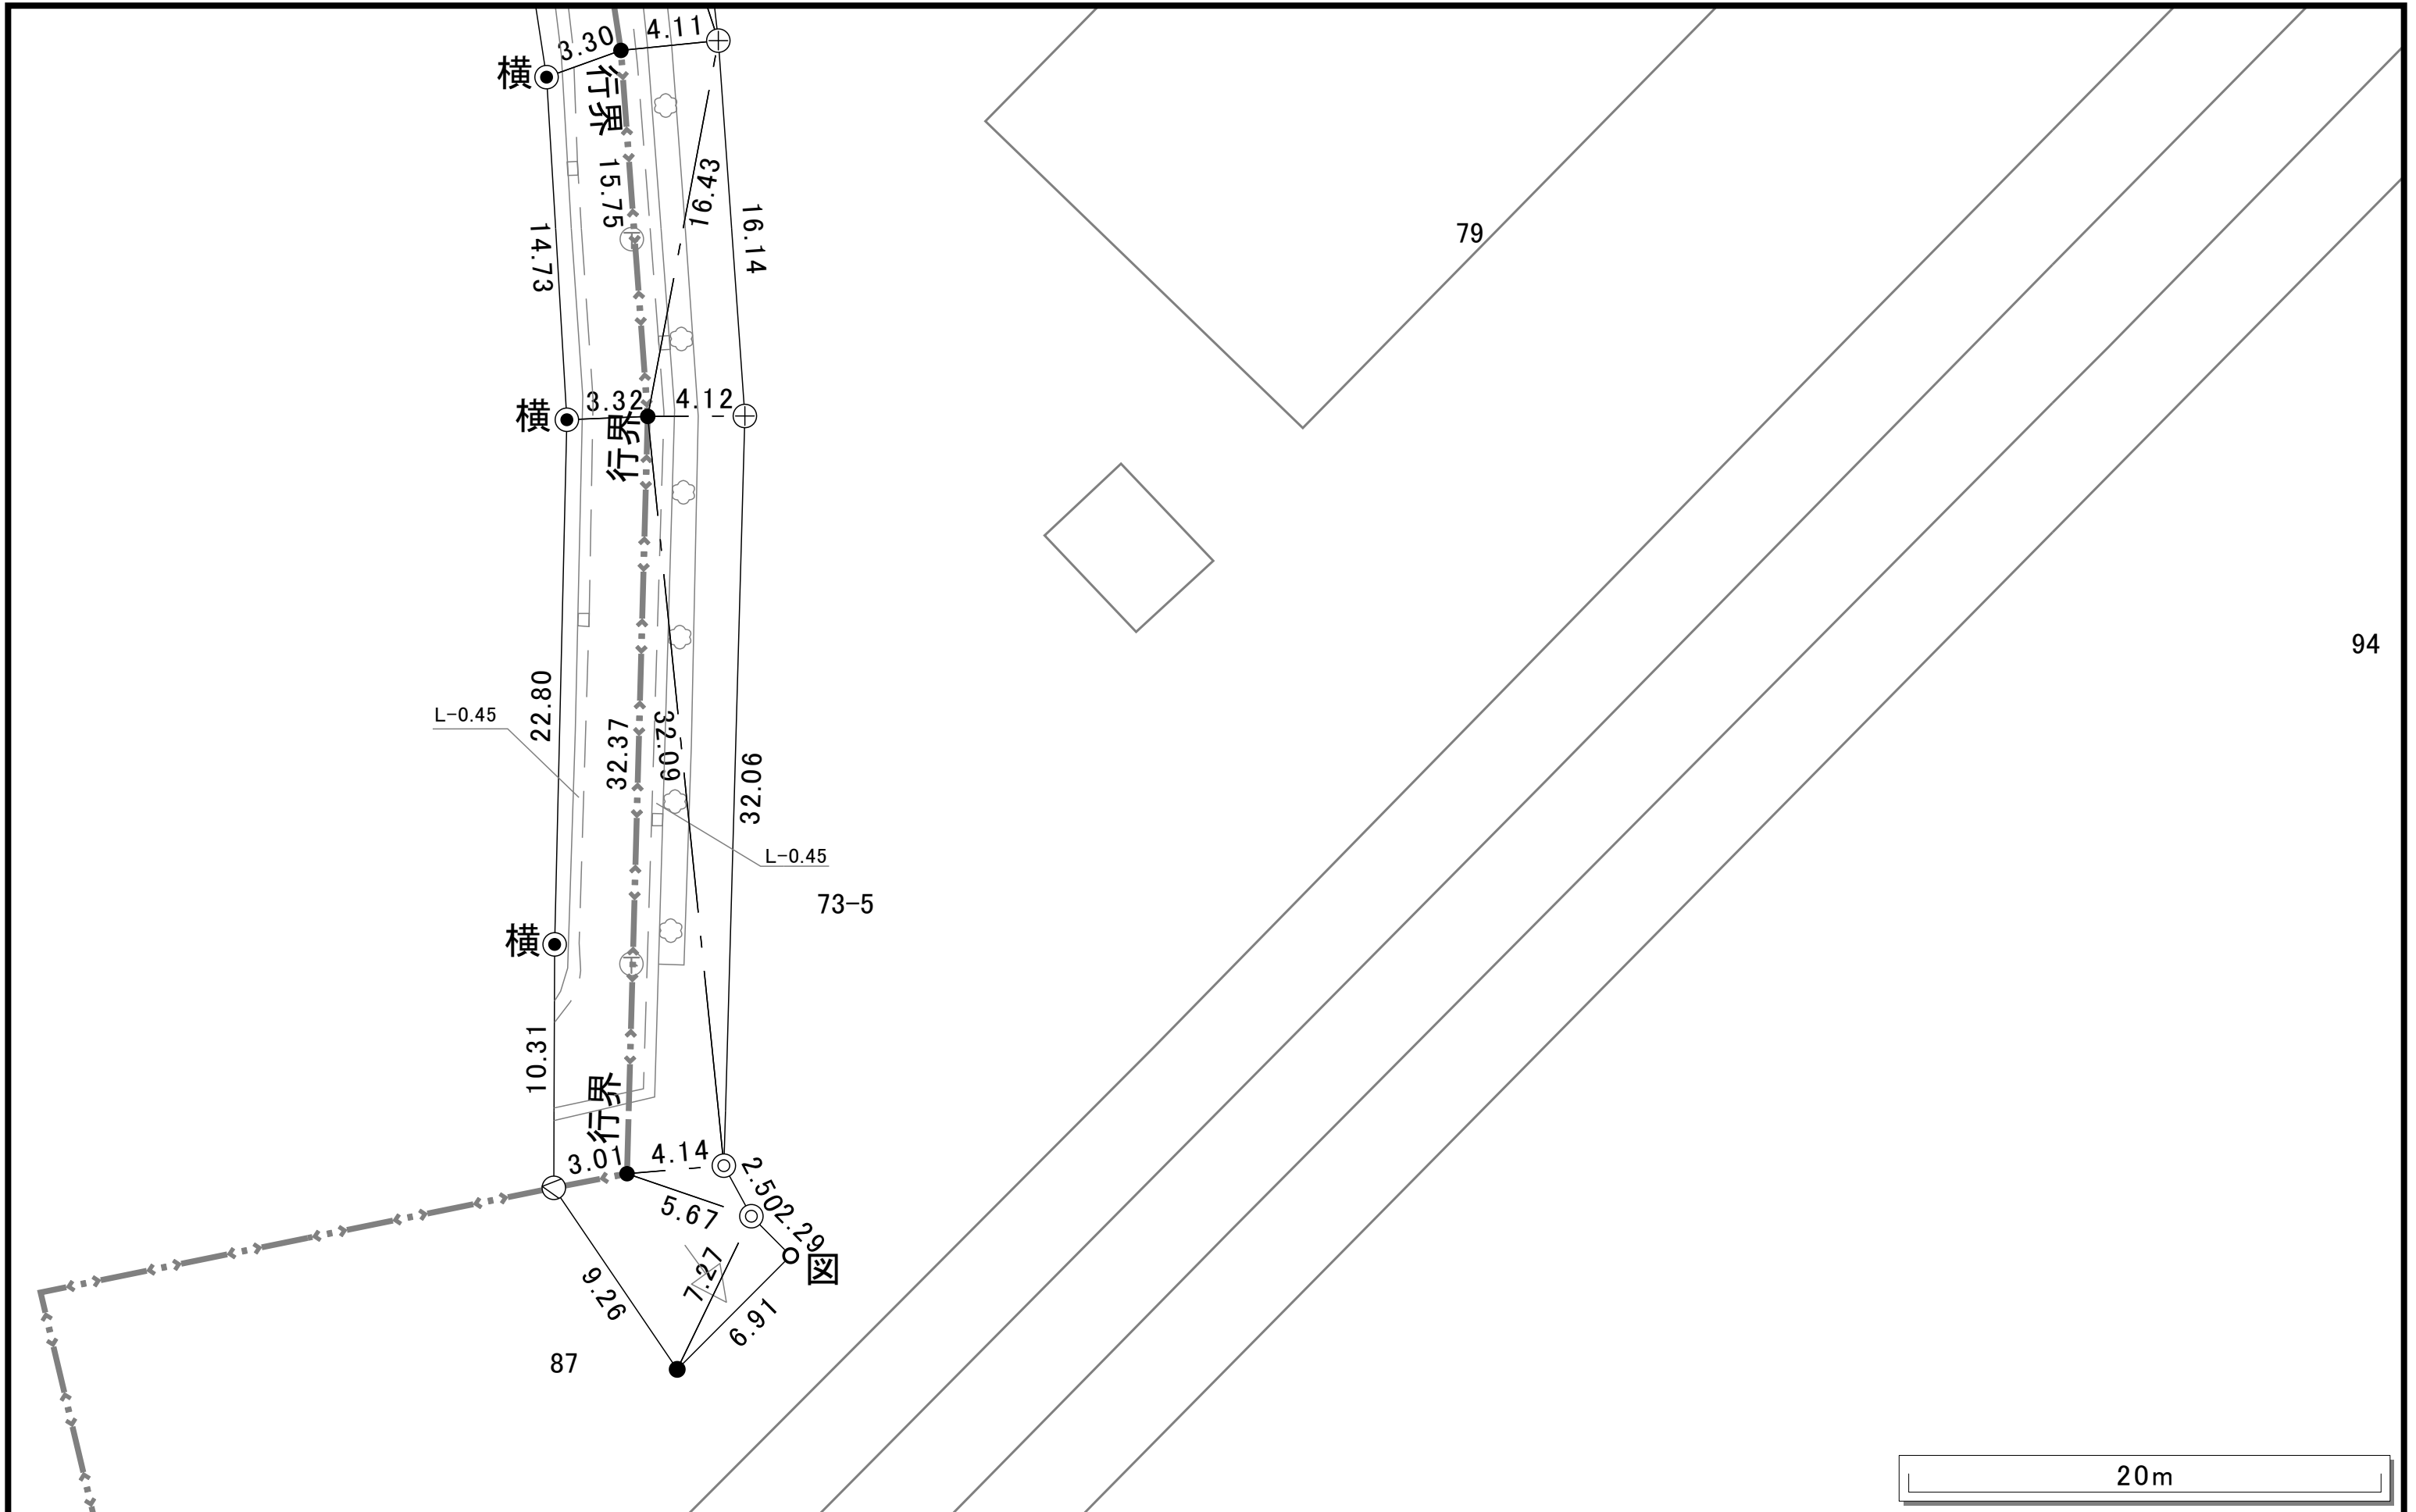 3.30
4.11
横
行界
15.75
16.43
14.73
16.14
79
横
3.32
4.12
行界
94
22.80
L-0.45
32.37
32.09
32.06
L-0.45
73-5
横
10.31
行界
3.01
4.14
2.50
5.67
2.29
図
7.27
9.26
6.91
87
20m